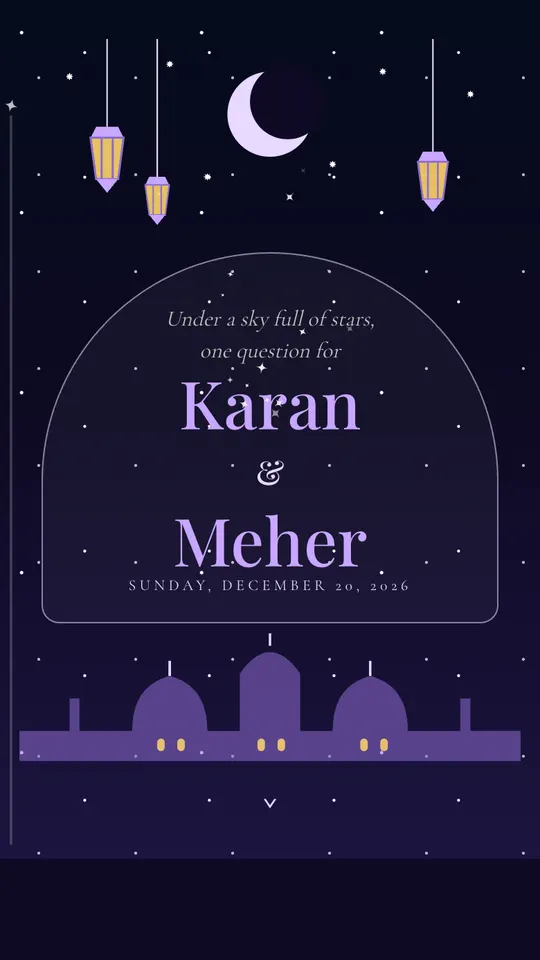 Under a sky full of stars,
one question for
Karan
&
Meher
SUNDAY, DECEMBER 20, 2026